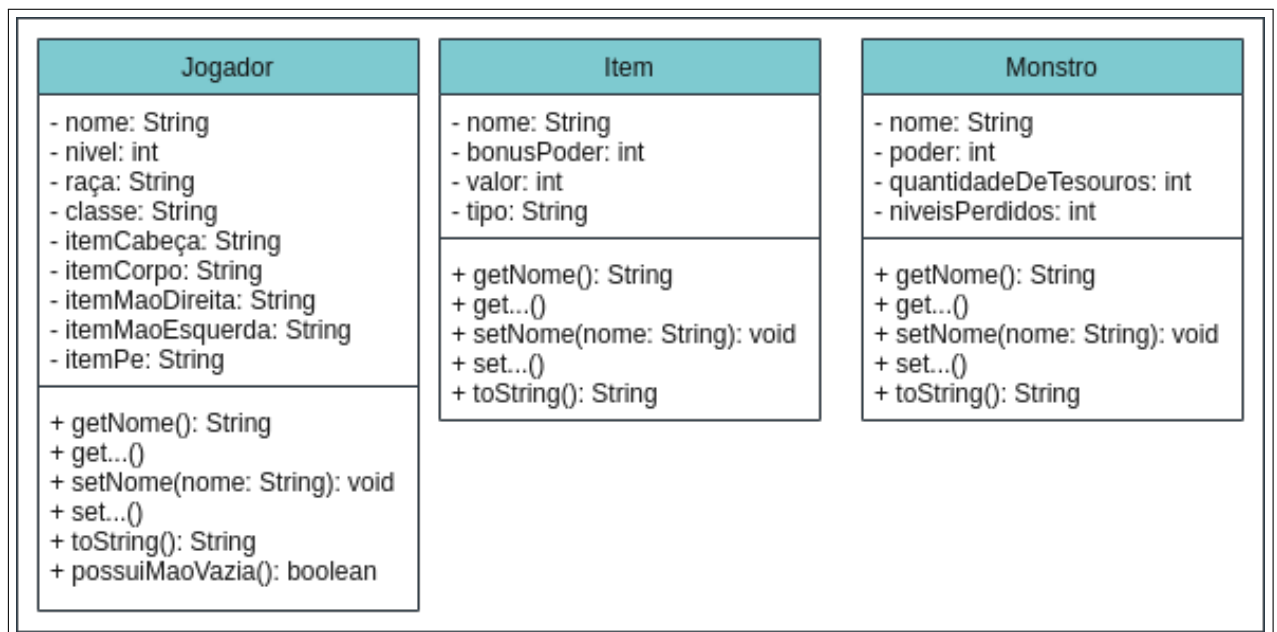 Jogador
- nome: String
- nivel: int
- raça: String
- classe: String
- itemCabeça: String
- itemCorpo: String
- itemMaoDireita: String
- itemMaoEsquerda: String
- itemPe: String
+ getNome(): String
+ get...()
+ setNome(nome: String): void
+ set...()
+ toString(): String
+ possuiMaoVazia(): boolean
Item
- nome: String
- bonusPoder: int
- valor: int
- tipo: String
+ getNome(): String
+ get...()
+ setNome(nome: String): void
+ set...()
+ toString(): String
Monstro
- nome: String
- poder: int
- quantidadeDeTesouros: int
- niveisPerdidos: int
+ getNome(): String
+ get...()
+ setNome(nome: String): void
+ set...()
+ toString(): String